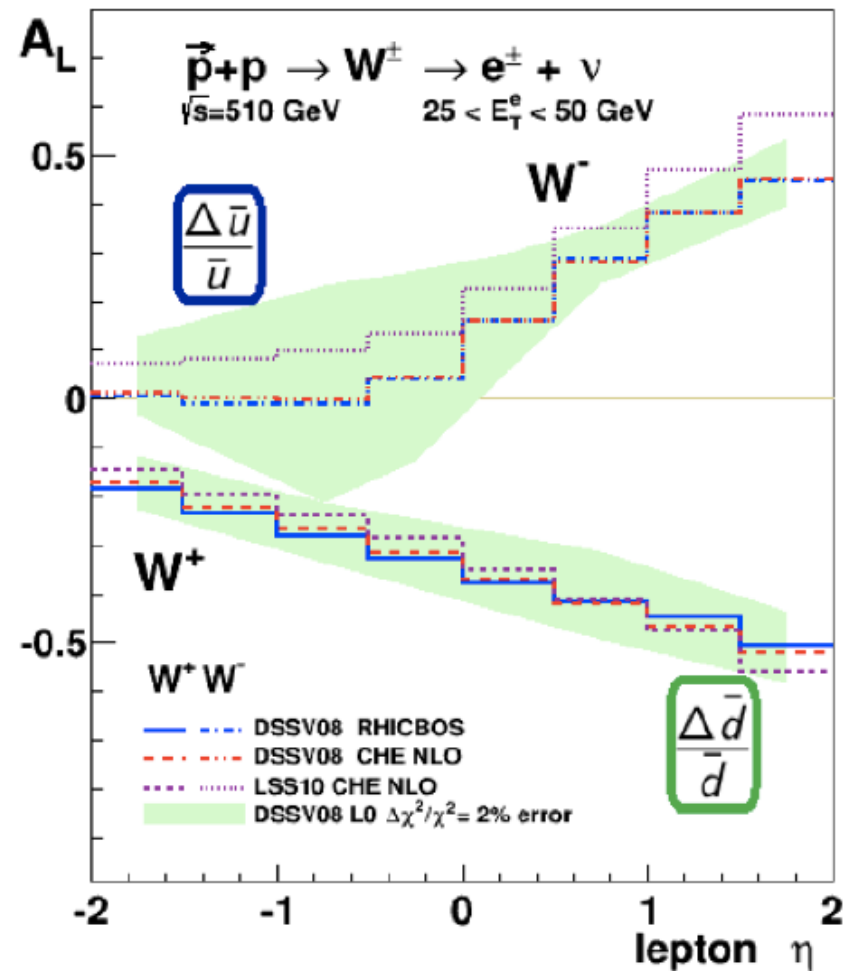 A_L
p⃗+p → W± → e± + ν
√s=510 GeV 25 < E_T^e < 50 GeV
0.5
W-
Δū
ū
0
W+
-0.5
W+ W-
DSSV08 RHICBOS
DSSV08 CHE NLO
LSS10 CHE NLO
DSSV08 L0 Δχ²/χ²= 2% error
Δd̄
d̄
-2 -1 0 1 2
lepton η